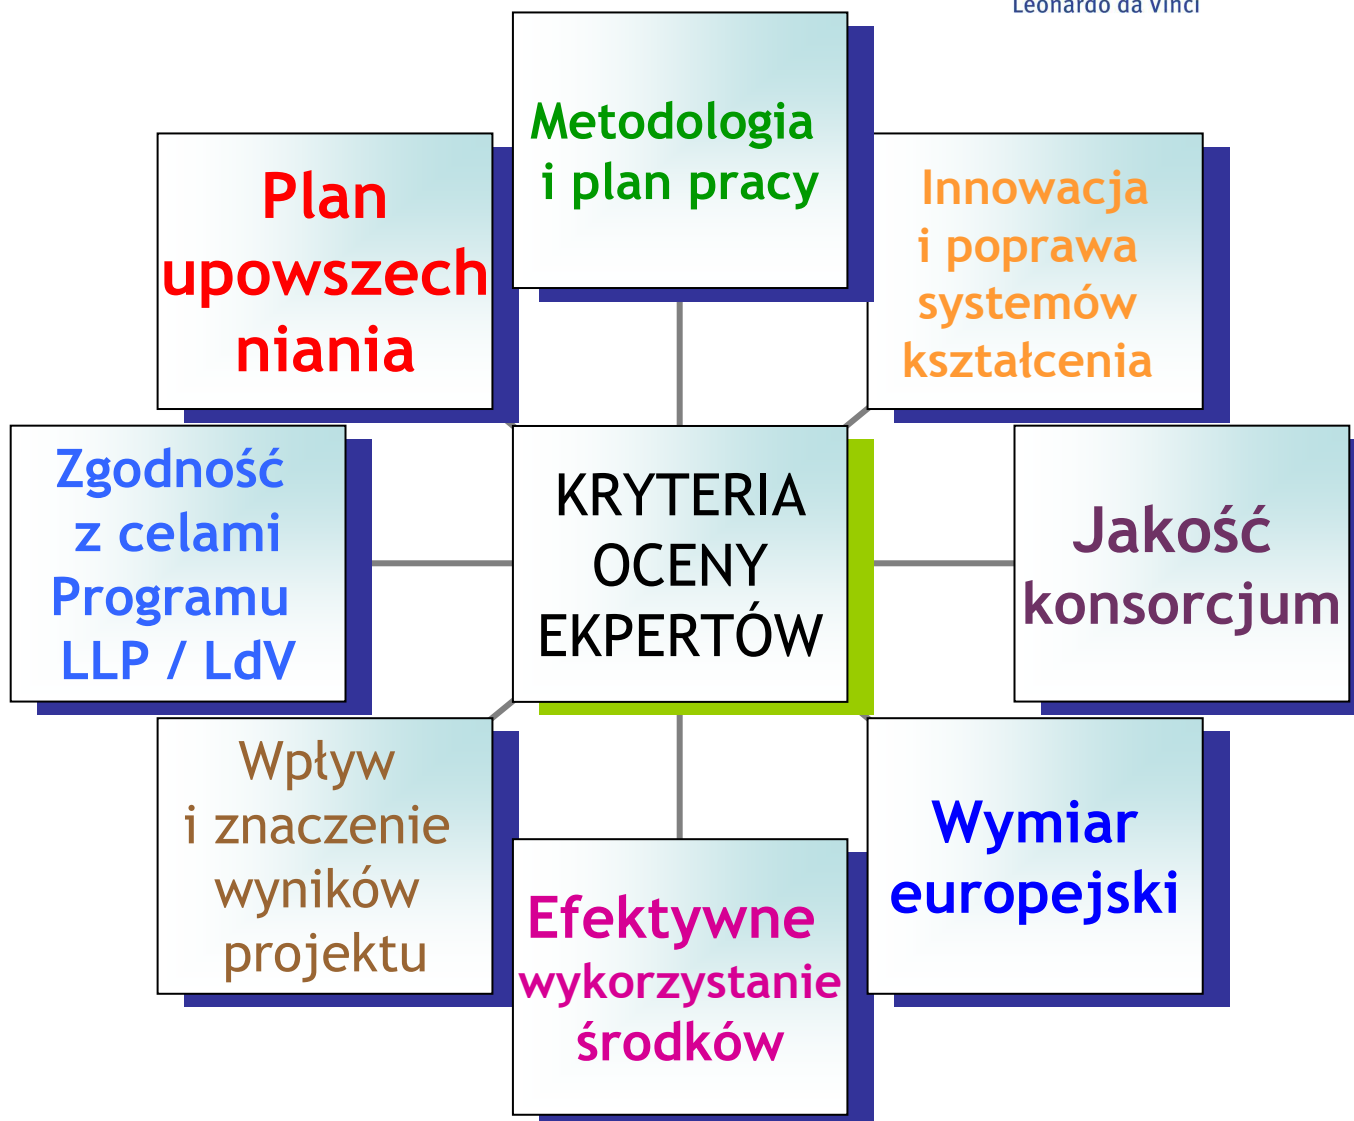 Leonardo da Vinci
Metodologia
i plan pracy
Plan
upowszech
niania
Innowacja
i poprawa
systemów
kształcenia
Zgodność
z celami
Programu
LLP / LdV
KRYTERIA
OCENY
EKPERTÓW
Jakość
konsorcjum
Wpływ
i znaczenie
wyników
projektu
Efektywne
wykorzystanie
środków
Wymiar
europejski